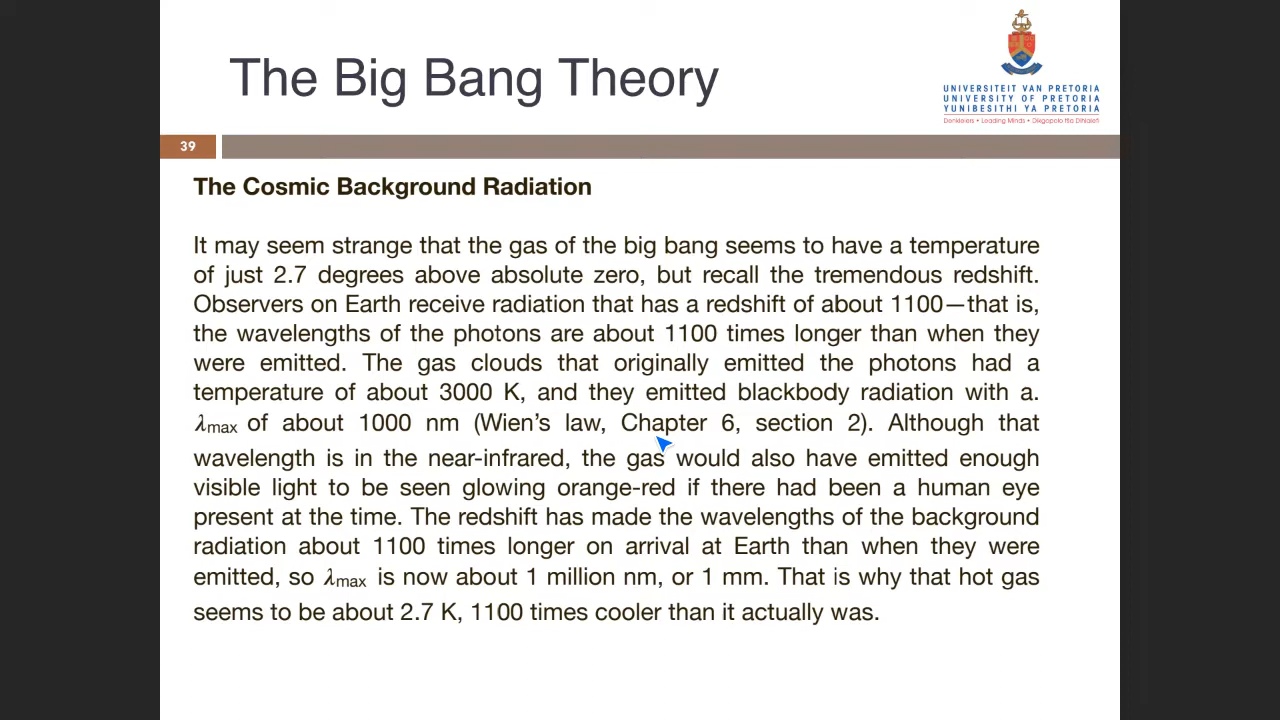 The Big Bang Theory
UNIVERSITEIT VAN PRETORIA
UNIVERSITY OF PRETORIA
YUNIBESITHI YA PRETORIA
Denkleiers • Leading Minds • Dikgopolo tša Dihlalefi
39
The Cosmic Background Radiation
It may seem strange that the gas of the big bang seems to have a temperature
of just 2.7 degrees above absolute zero, but recall the tremendous redshift.
Observers on Earth receive radiation that has a redshift of about 1100—that is,
the wavelengths of the photons are about 1100 times longer than when they
were emitted. The gas clouds that originally emitted the photons had a
temperature of about 3000 K, and they emitted blackbody radiation with a.
λmax of about 1000 nm (Wien's law, Chapter 6, section 2). Although that
wavelength is in the near-infrared, the gas would also have emitted enough
visible light to be seen glowing orange-red if there had been a human eye
present at the time. The redshift has made the wavelengths of the background
radiation about 1100 times longer on arrival at Earth than when they were
emitted, so λmax is now about 1 million nm, or 1 mm. That is why that hot gas
seems to be about 2.7 K, 1100 times cooler than it actually was.